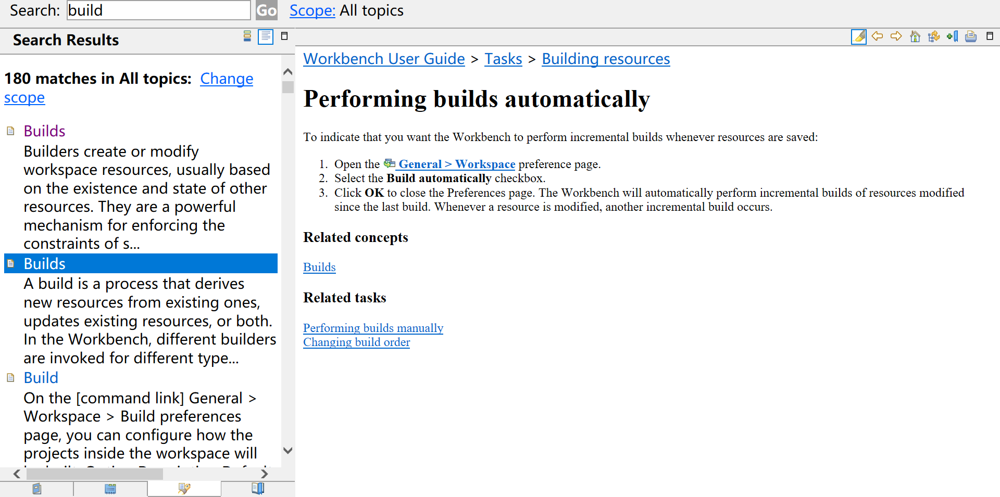 Search: build Go Scope: All topics
Search Results
180 matches in All topics: Change
scope
Builds
Builders create or modify
workspace resources, usually based
on the existence and state of other
resources. They are a powerful
mechanism for enforcing the
constraints of s...
Builds
A build is a process that derives
new resources from existing ones,
updates existing resources, or both.
In the Workbench, different builders
are invoked for different type...
Build
On the [command link] General >
Workspace > Build preferences
page, you can configure how the
projects inside the workspace will
Workbench User Guide > Tasks > Building resources
Performing builds automatically
To indicate that you want the Workbench to perform incremental builds whenever resources are saved:
1. Open the General > Workspace preference page.
2. Select the Build automatically checkbox.
3. Click OK to close the Preferences page. The Workbench will automatically perform incremental builds of resources modified
since the last build. Whenever a resource is modified, another incremental build occurs.
Related concepts
Builds
Related tasks
Performing builds manually
Changing build order